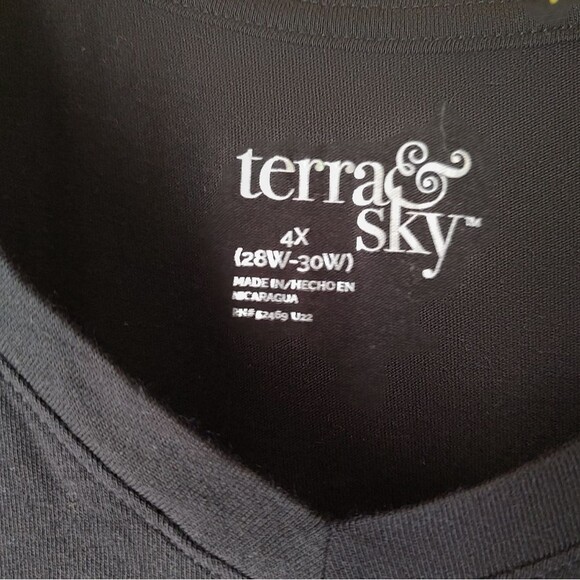 terra &
sky™
4X
(28W-30W)
MADE IN/HECHO EN
NICARAGUA
RN# 52469 U22